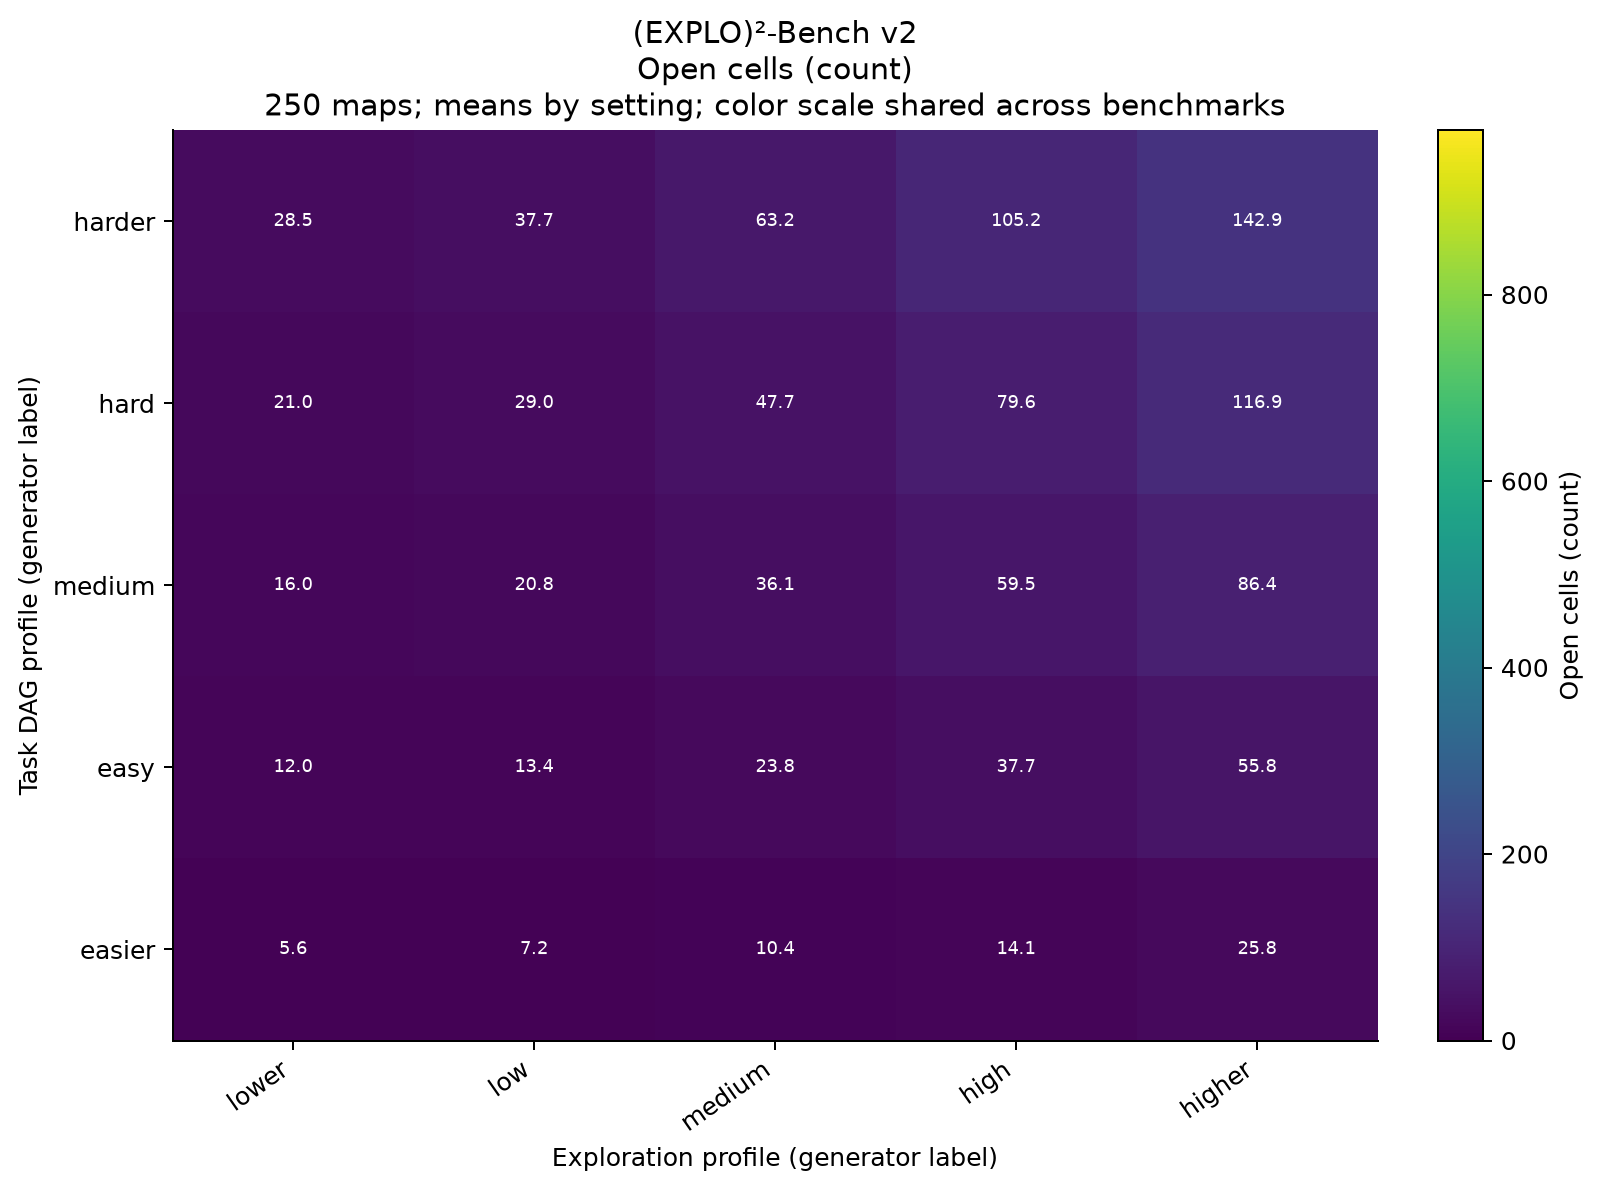 (EXPLO)²-Bench v2
Open cells (count)
250 maps; means by setting; color scale shared across benchmarks
Task DAG profile (generator label)
harder 28.5 37.7 63.2 105.2 142.9
hard 21.0 29.0 47.7 79.6 116.9
medium 16.0 20.8 36.1 59.5 86.4
easy 12.0 13.4 23.8 37.7 55.8
easier 5.6 7.2 10.4 14.1 25.8
lower low medium high higher
Exploration profile (generator label)
800
600
400
200
0
Open cells (count)